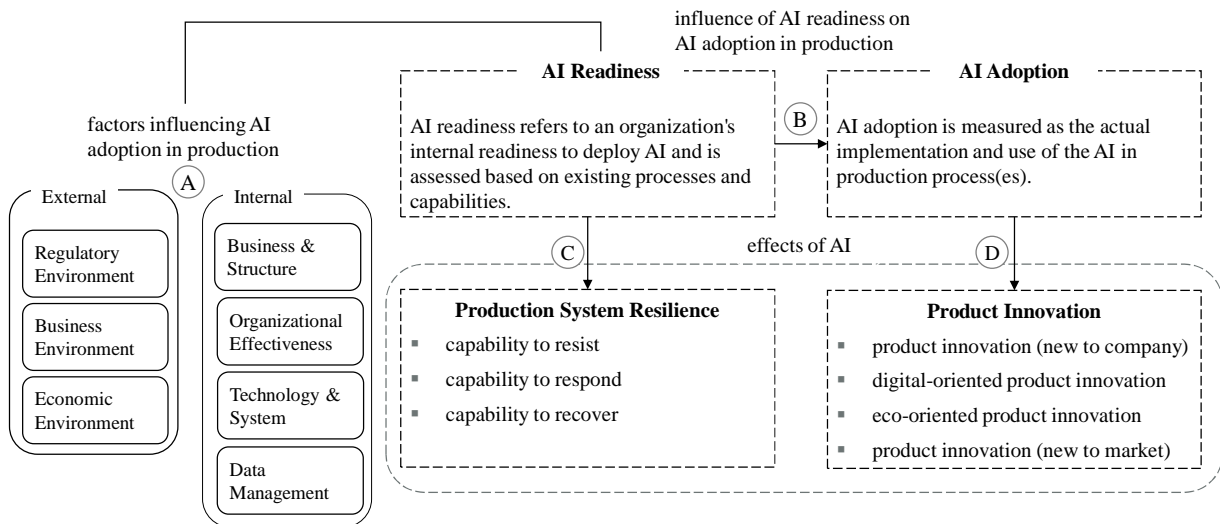 influence of AI readiness on
AI adoption in production
AI Readiness
AI Adoption
factors influencing AI
adoption in production
A
AI readiness refers to an organization's
internal readiness to deploy AI and is
assessed based on existing processes and
capabilities.
B
AI adoption is measured as the actual
implementation and use of the AI in
production process(es).
External
Regulatory
Environment
Business
Environment
Economic
Environment
Internal
Business &
Structure
Organizational
Effectiveness
Technology &
System
Data
Management
C
effects of AI
D
Production System Resilience
▪ capability to resist
▪ capability to respond
▪ capability to recover
Product Innovation
▪ product innovation (new to company)
▪ digital-oriented product innovation
▪ eco-oriented product innovation
▪ product innovation (new to market)